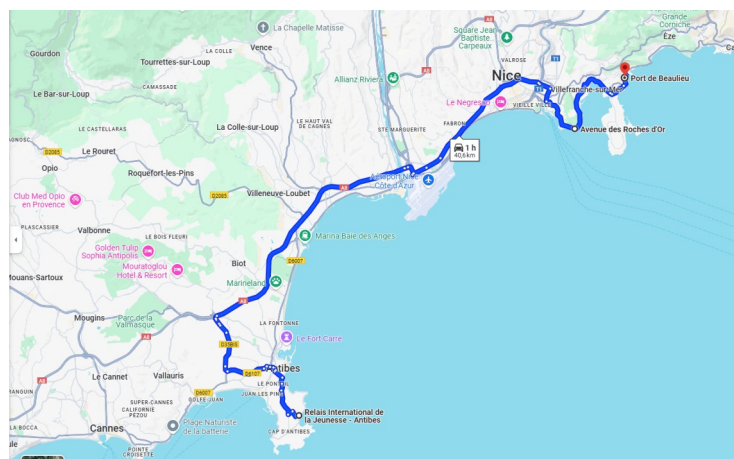 La Chapelle Matisse
Square Jean
Baptiste
Carpeaux
Grande
Corniche
Èze
Gourdon
LA COLLE
Vence
A8
VALROSE
Tourrettes-sur-Loup
T1
CAMASSADE
Allianz Riviera
A8
Nice
Port de Beaulieu
Le Bar-sur-Loup
LE HAUT VAL
DE CAGNES
T1
Villefranche-sur-Mer
Le Negresco
VIEILLE VILLE
LE CASTELLARAS
La Colle-sur-Loup
STE MARGUERITE
FABRON
Avenue des Roches d'Or
D2085
Le Rouret
1 h
40,6 km
Opio
Roquefort-les-Pins
Aéroport Nice
Côte d'Azur
Villeneuve-Loubet
A8
D2085
Club Med Opio
en Provence
PLASCASSIER
Valbonne
LE BOIS FLEURI
Marina Baie des Anges
Golden Tulip
Sophia Antipolis
Biot
D6007
Mouans-Sartoux
Mouratoglou
Hotel & Resort
Marineland
A8
Mougins
Parc de la
Valmasque
LA FONTONNE
D35BIS
Le Fort Carré
A8
Antibes
Le Cannet
Vallauris
D6107
LE PONTEIL
JUAN LES PINS
D6007
GOLFE-JUAN
SUPER-CANNES
CALIFORNIE
PÉZOU
Relais International de
la Jeunesse - Antibes
LA BOCCA
Cannes
Plage Naturiste
de la Batterie
CAP D'ANTIBES
POINTE
CROISETTE